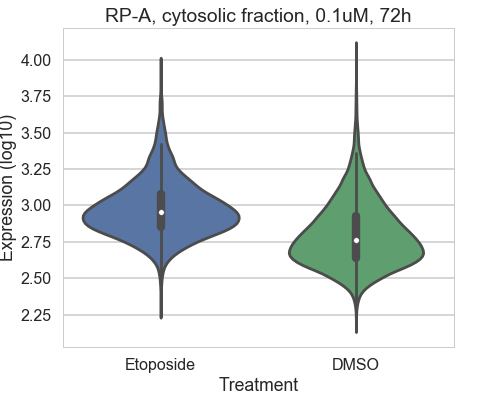 RP-A, cytosolic fraction, 0.1uM, 72h
Expression (log10)
4.00
3.75
3.50
3.25
3.00
2.75
2.50
2.25
Etoposide DMSO
Treatment